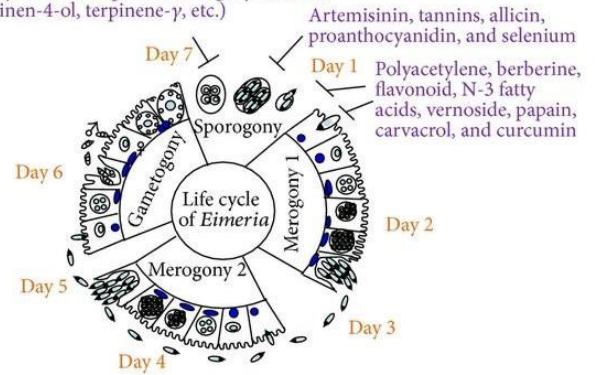 inen-4-ol, terpinene-γ, etc.)
Artemisinin, tannins, allicin,
proanthocyanidin, and selenium
Day 7
Day 1
Polyacetylene, berberine,
flavonoid, N-3 fatty
acids, vernoside, papain,
carvacrol, and curcumin
Sporogony
Day 6
Gametogony
Life cycle
of Eimeria
Merogony 1
Day 2
Merogony 2
Day 5
Day 3
Day 4